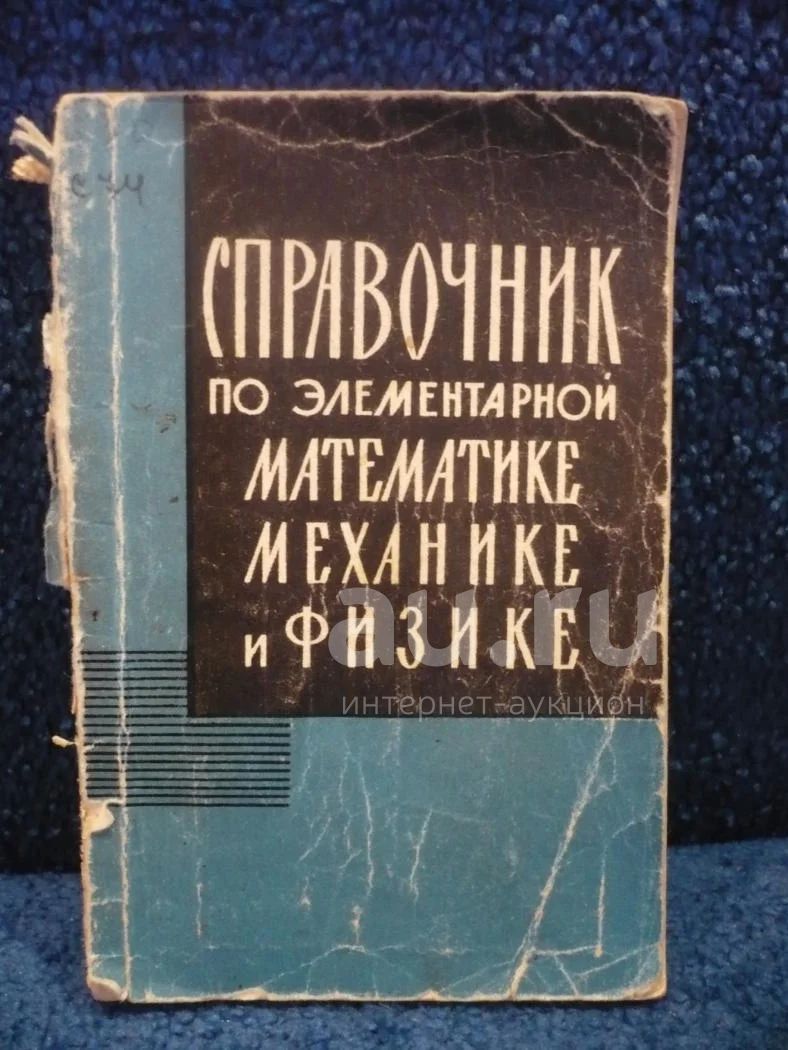 СПРАВОЧНИК
ПО ЭЛЕМЕНТАРНОЙ
МАТЕМАТИКЕ
МЕХАНИКЕ
И ФИЗИКЕ
au.ru
интернет-аукцион